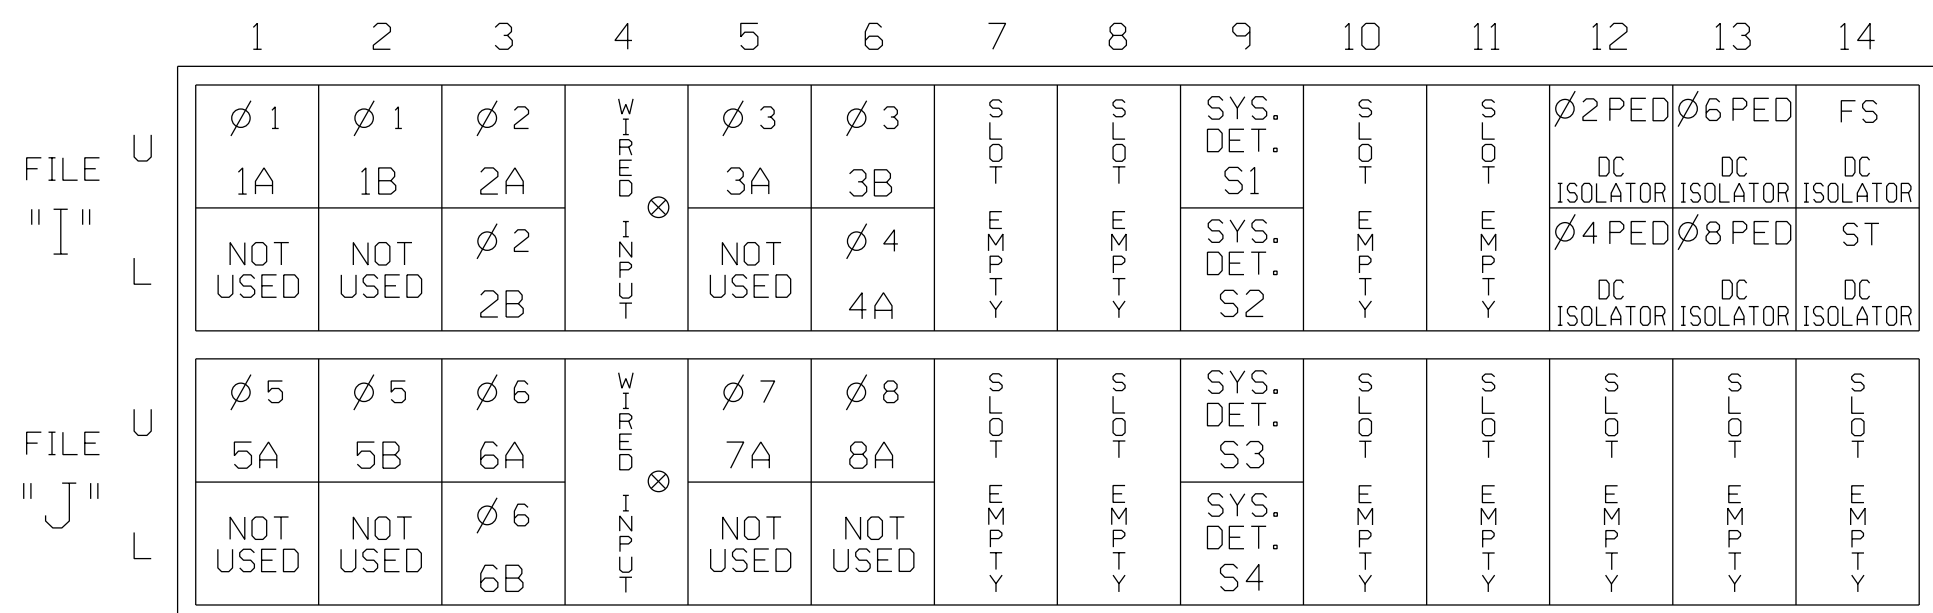 1 2 3 4 5 6 7 8 9 10 11 12 13 14
FILE
"I"
U
L
Ø 1
1A
NOT
USED
Ø 1
1B
NOT
USED
Ø 2
2A
Ø 2
2B
WIRED INPUT
Ø 3
3A
NOT
USED
Ø 3
3B
Ø 4
4A
SLOT EMPTY
SLOT EMPTY
SYS.
DET.
S1
SYS.
DET.
S2
SLOT EMPTY
SLOT EMPTY
Ø2 PED
DC
ISOLATOR
Ø4 PED
DC
ISOLATOR
Ø6 PED
DC
ISOLATOR
Ø8 PED
DC
ISOLATOR
FS
DC
ISOLATOR
ST
DC
ISOLATOR
FILE
"J"
U
L
Ø 5
5A
NOT
USED
Ø 5
5B
NOT
USED
Ø 6
6A
Ø 6
6B
WIRED INPUT
Ø 7
7A
NOT
USED
Ø 8
8A
NOT
USED
SLOT EMPTY
SLOT EMPTY
SYS.
DET.
S3
SYS.
DET.
S4
SLOT EMPTY
SLOT EMPTY
SLOT EMPTY
SLOT EMPTY
SLOT EMPTY